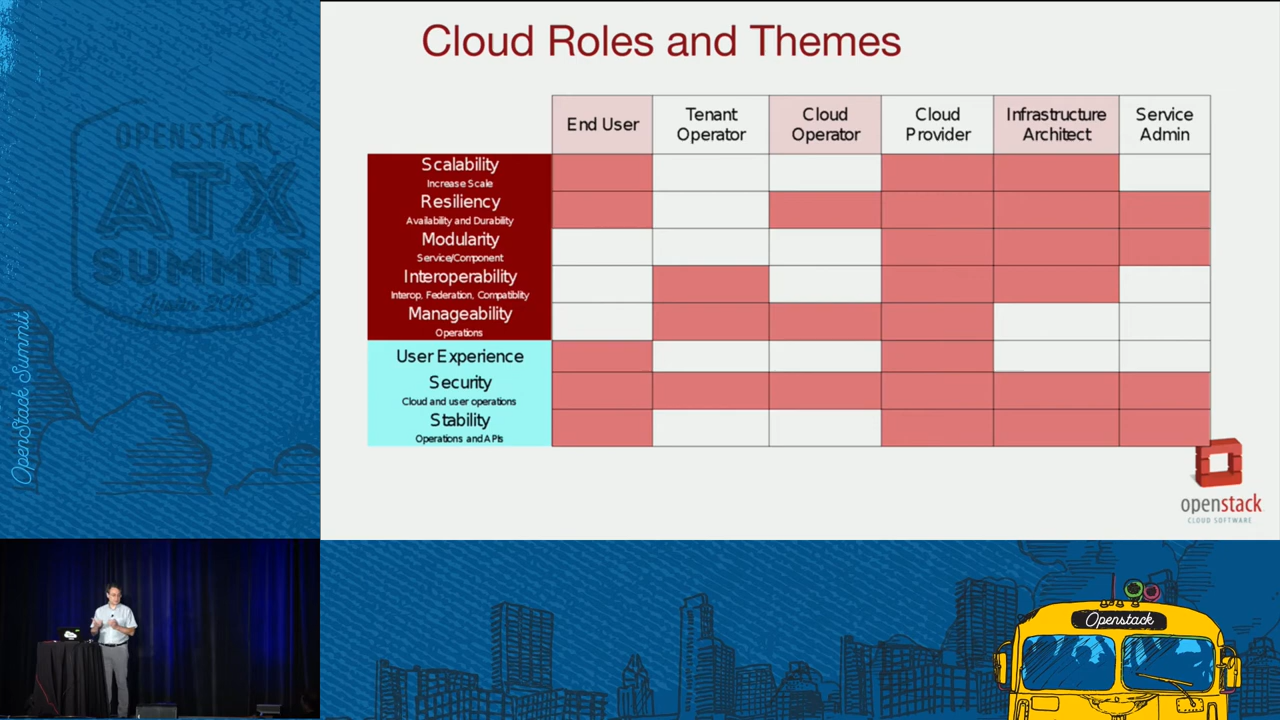 Cloud Roles and Themes
End User
Tenant
Operator
Cloud
Operator
Cloud
Provider
Infrastructure
Architect
Service
Admin
Scalability
Increase Scale
Resiliency
Availability and Durability
Modularity
Service/Component
Interoperability
Interop, Federation, Compatiblity
Manageability
Operations
User Experience
Security
Cloud and user operations
Stability
Operations and APIs
openstack
CLOUD SOFTWARE
OPENSTACK
ATX
SUMMIT
Austin 2016
OpenStack Summit
Openstack